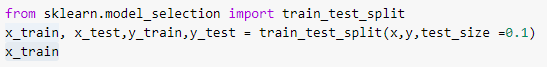 from sklearn.model_selection import train_test_split
x_train, x_test,y_train,y_test = train_test_split(x,y,test_size =0.1)
x_train